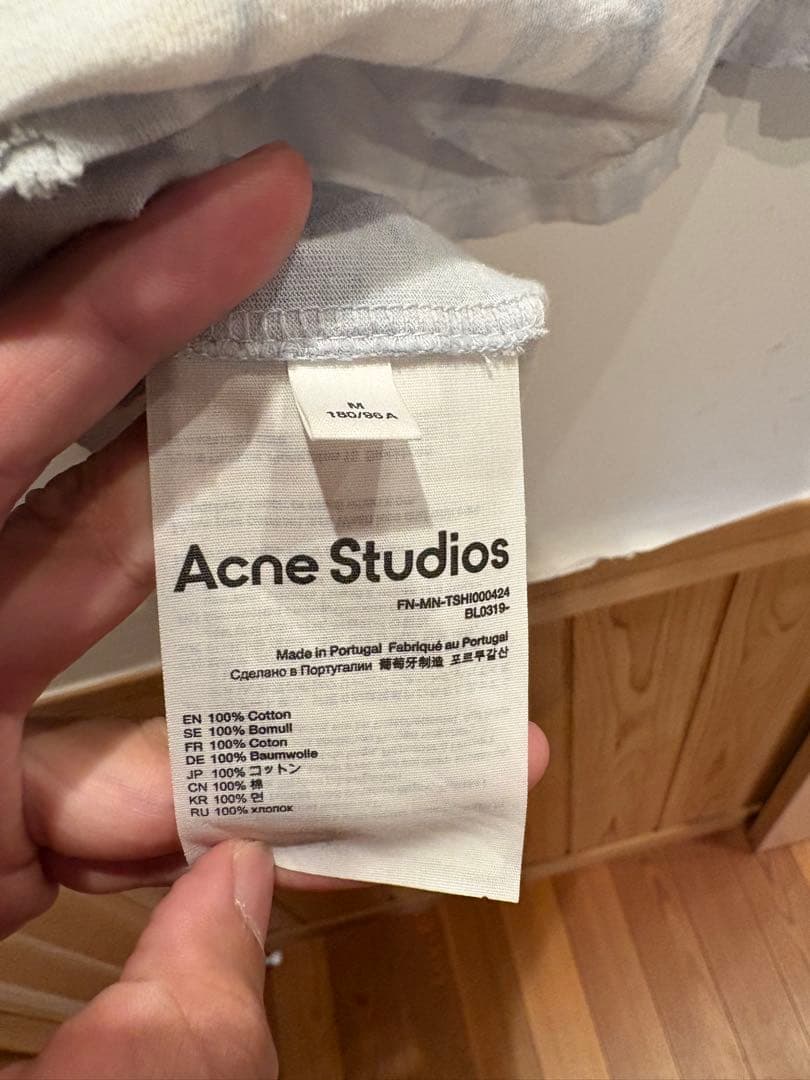 M
180/96A
Acne Studios
FN-MN-TSHI000424
BL0319-
Made in Portugal Fabriqué au Portugal
Сделано в Португалии 葡萄牙制造 포르투갈산
EN 100% Cotton
SE 100% Bomull
FR 100% Coton
DE 100% Baumwolle
JP 100% コットン
CN 100% 棉
KR 100% 면
RU 100% хлопок